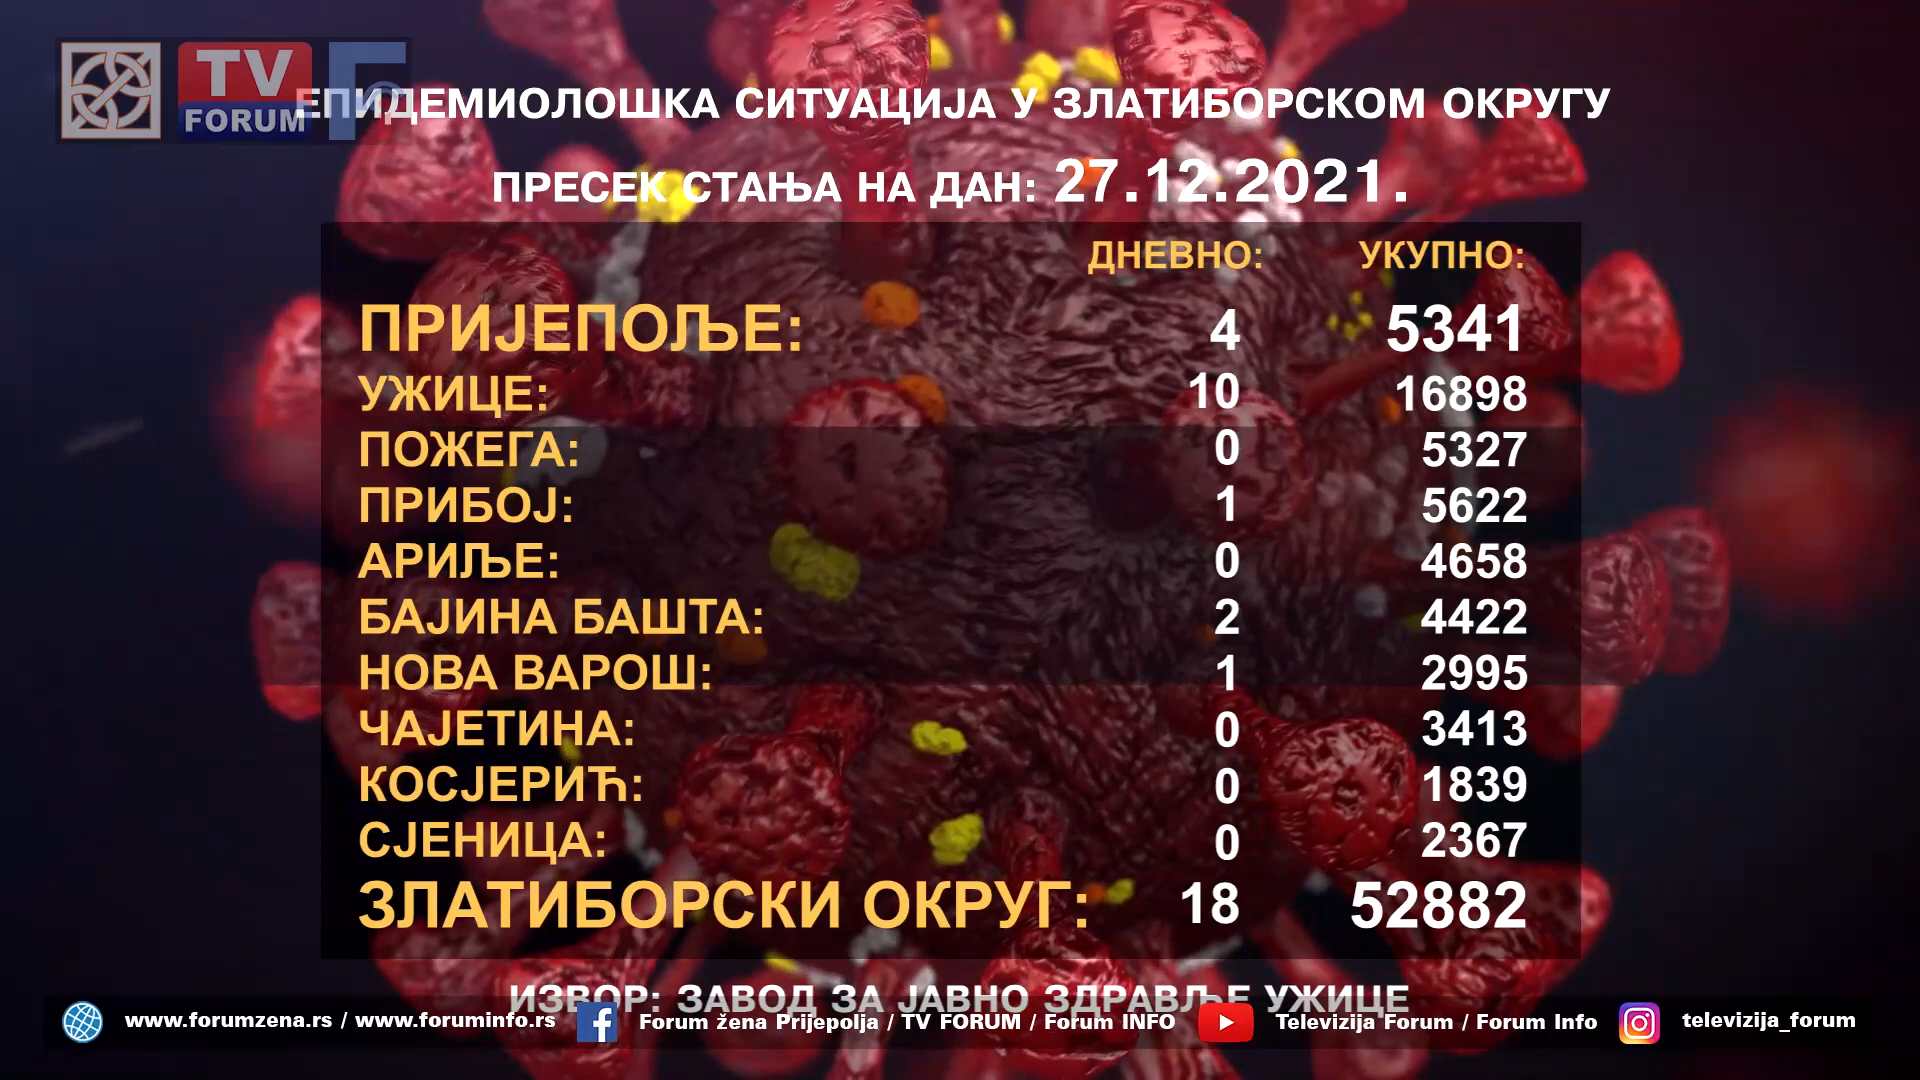 TV
FORUM
ЕПИДЕМИОЛОШКА СИТУАЦИЈА У ЗЛАТИБОРСКОМ ОКРУГУ
ПРЕСЕК СТАЊА НА ДАН: 27.12.2021.
ДНЕВНО: УКУПНО:
ПРИЈЕПОЉЕ: 4 5341
УЖИЦЕ: 10 16898
ПОЖЕГА: 0 5327
ПРИБОЈ: 1 5622
АРИЉЕ: 0 4658
БАЈИНА БАШТА: 2 4422
НОВА ВАРОШ: 1 2995
ЧАЈЕТИНА: 0 3413
КОСЈЕРИЋ: 0 1839
СЈЕНИЦА: 0 2367
ЗЛАТИБОРСКИ ОКРУГ: 18 52882
ИЗВОР: ЗАВОД ЗА ЈАВНО ЗДРАВЉЕ УЖИЦЕ
www.forumzena.rs / www.foruminfo.rs Forum žena Prijepolja / TV FORUM / Forum INFO Televizija Forum / Forum Info televizija_forum